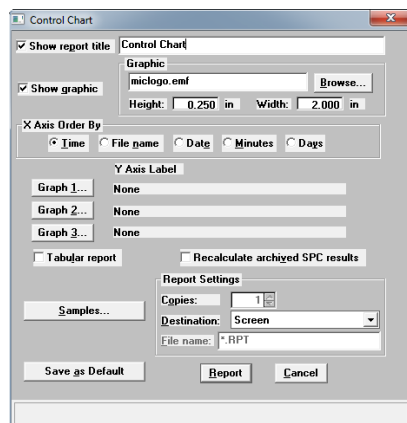 Control Chart
Show report title Control Chart
Graphic
Show graphic miclogo.emf Browse...
Height: 0.250 in Width: 2.000 in
X Axis Order By
Time File name Date Minutes Days
Y Axis Label
Graph 1... None
Graph 2... None
Graph 3... None
Tabular report Recalculate archived SPC results
Report Settings
Copies: 1
Samples...
Destination: Screen
File name: *.RPT
Save as Default Report Cancel